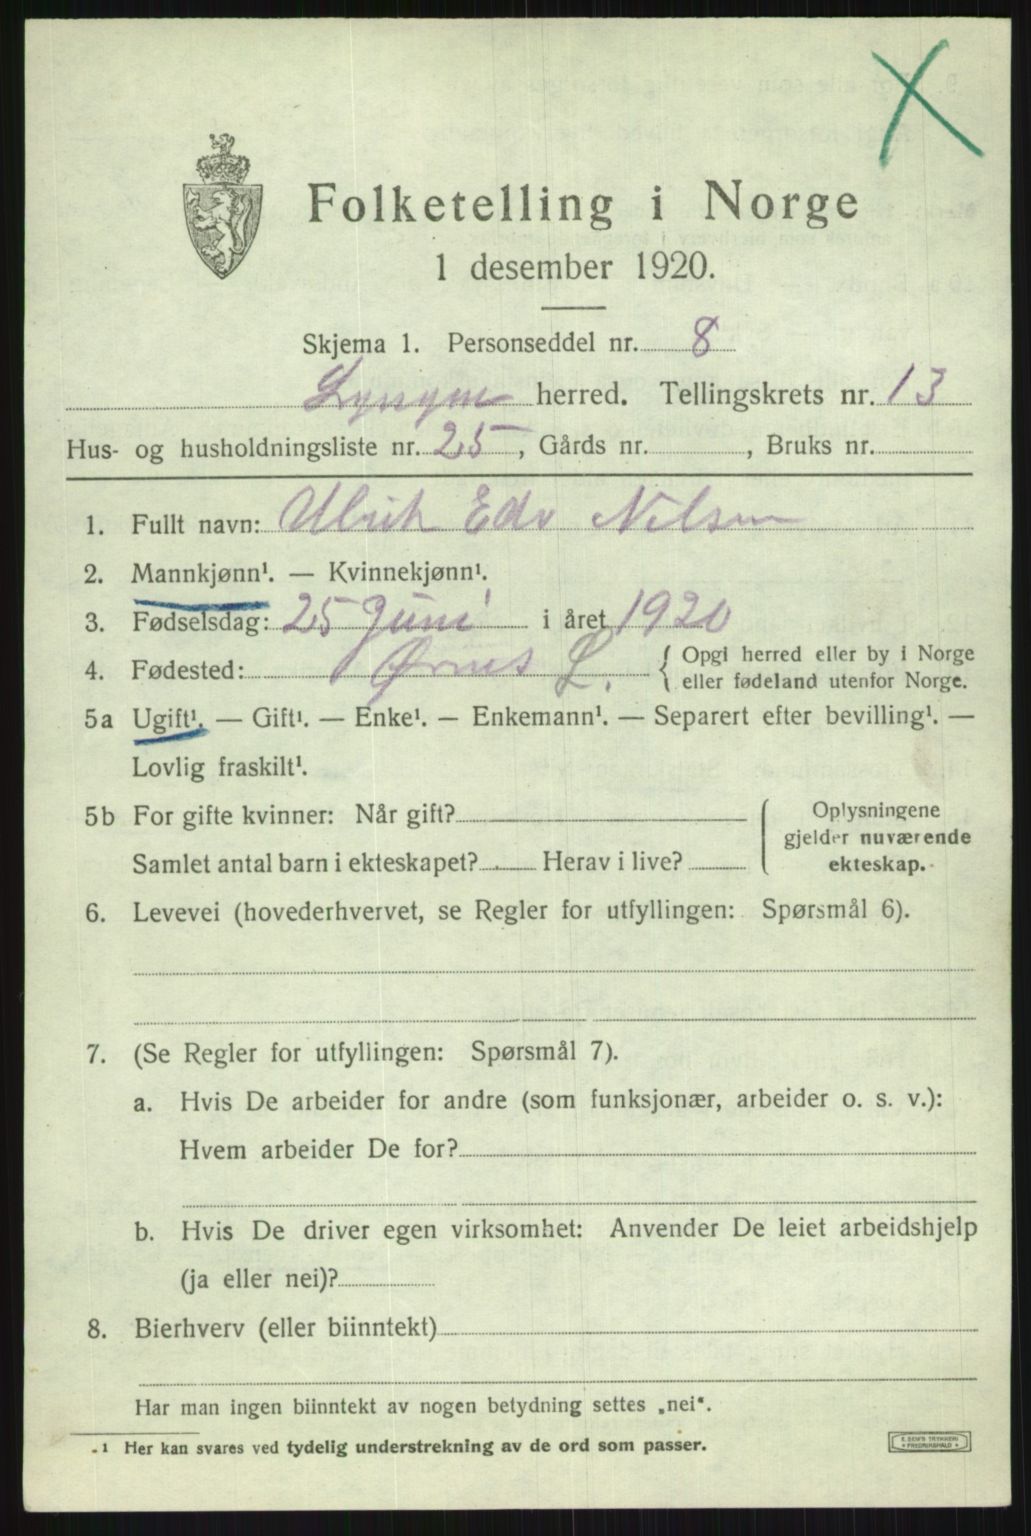 Folketelling i Norge
1 desember 1920.
Skjema 1. Personseddel nr. 8
Lyngen herred. Tellingskrets nr. 13
Hus- og husholdningsliste nr. 25, Gårds nr. , Bruks nr.
1. Fullt navn: Ulrik Edv Nilsen
2. Mannkjønn¹. — Kvinnekjønn¹.
3. Fødselsdag: 25 Juni i året 1920
4. Fødested: L. { Opgi herred eller by i Norge
eller fødeland utenfor Norge.
5a Ugift¹. — Gift¹. — Enke¹. — Enkemann¹. — Separert efter bevilling¹. —
Lovlig fraskilt¹.
5b For gifte kvinner: Når gift?
Samlet antal barn i ekteskapet? Herav i live?
{ Oplysningene
gjelder nuværende
ekteskap.
6. Levevei (hovederhvervet, se Regler for utfyllingen: Spørsmål 6).
7. (Se Regler for utfyllingen: Spørsmål 7).
a. Hvis De arbeider for andre (som funksjonær, arbeider o. s. v.):
Hvem arbeider De for?
b. Hvis De driver egen virksomhet: Anvender De leiet arbeidshjelp
(ja eller nei)?
8. Bierhverv (eller biinntekt)
Har man ingen biinntekt av nogen betydning settes „nei".
¹ Her kan svares ved tydelig understrekning av de ord som passer.
E. SEM'S TRYKKERI
FREDRIKSHALD